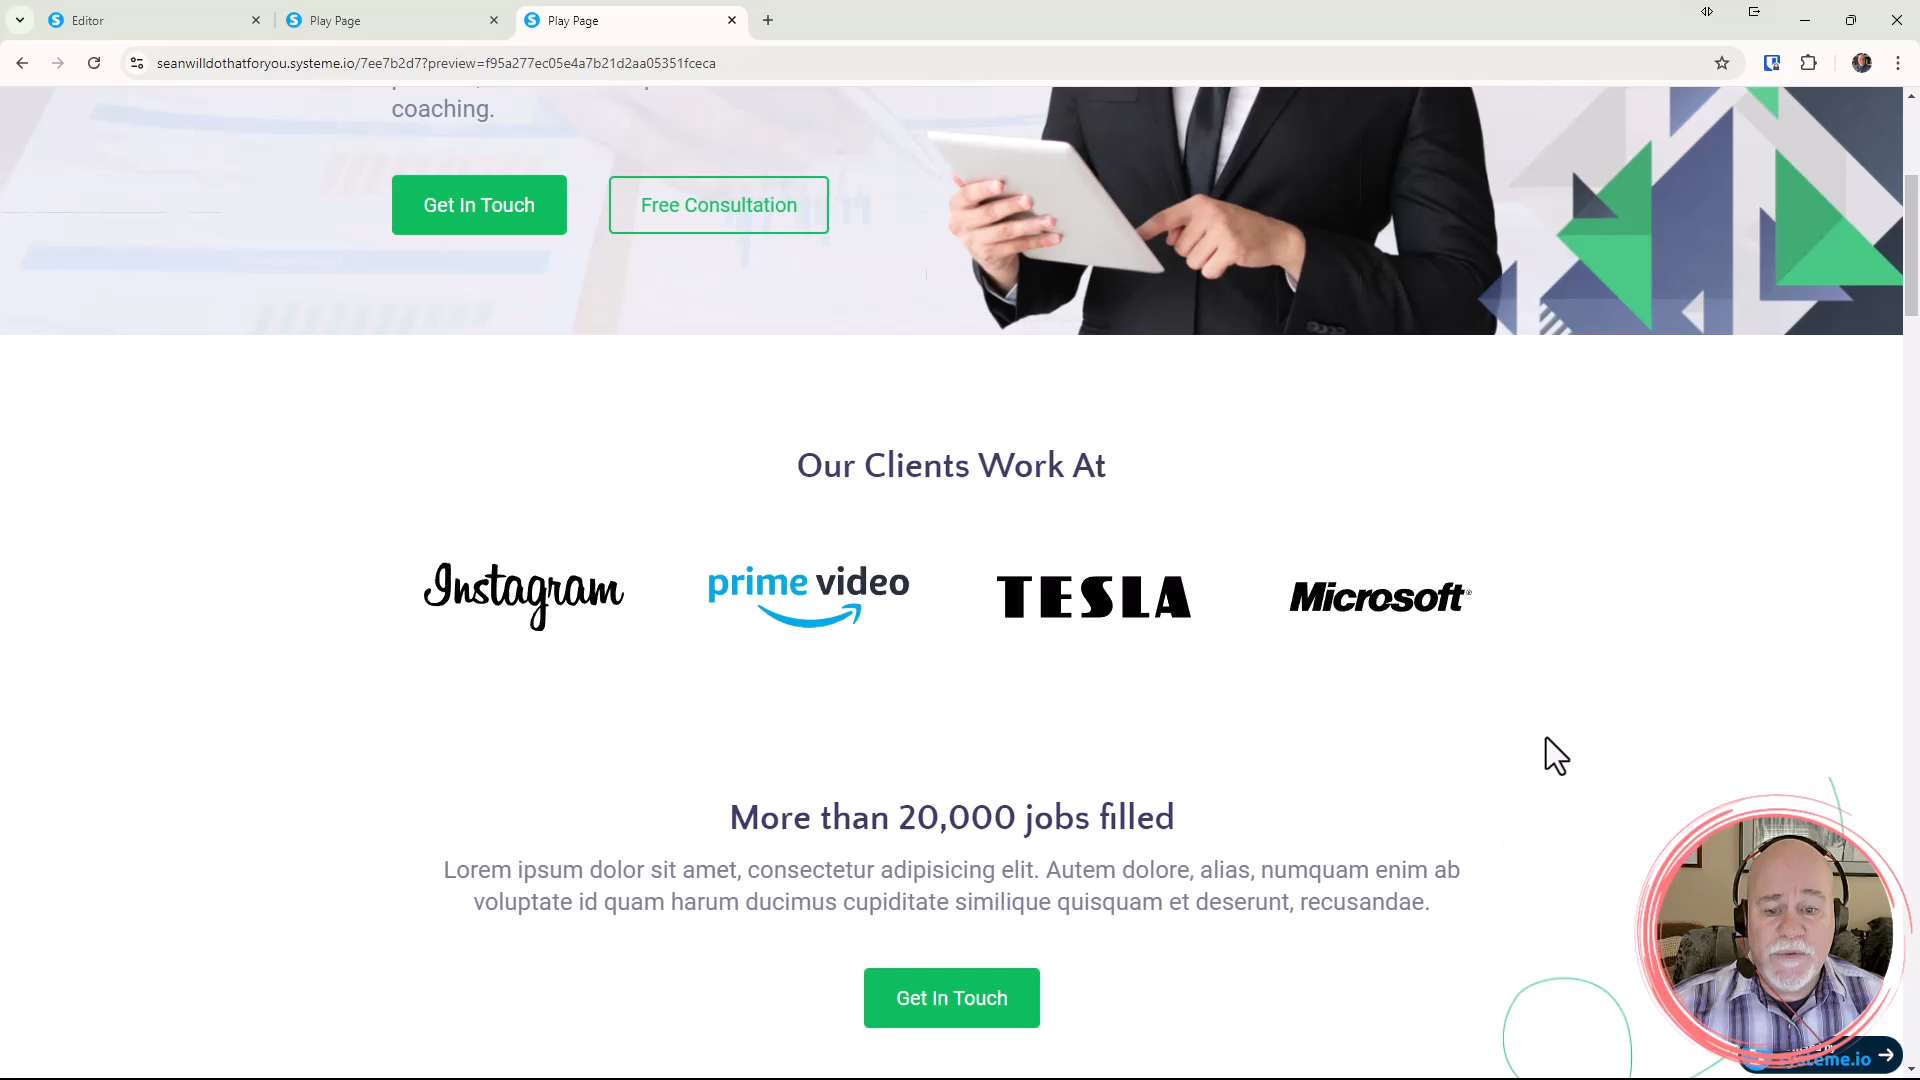 Editor
Play Page
Play Page
seanwilldothatforyou.systeme.io/7ee7b2d7?preview=f95a277ec05e4a7b21d2aa05351fceca
coaching.
Get In Touch
Free Consultation
Our Clients Work At
Instagram
prime video
TESLA
Microsoft®
More than 20,000 jobs filled
Lorem ipsum dolor sit amet, consectetur adipisicing elit. Autem dolore, alias, numquam enim ab
voluptate id quam harum ducimus cupiditate similique quisquam et deserunt, recusandae.
Get In Touch